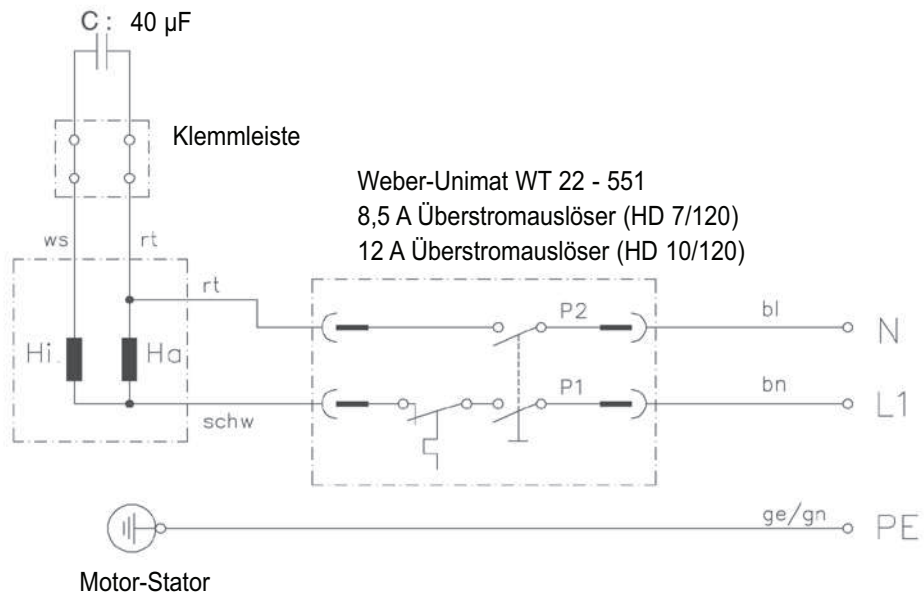 C: 40 µF
Klemmleiste
Weber-Unimat WT 22 - 551
8,5 A Überstromauslöser (HD 7/120)
12 A Überstromauslöser (HD 10/120)
ws
rt
rt
P2
bl
N
Hi.
Ha
P1
bn
L1
schw
ge/gn
PE
Motor-Stator